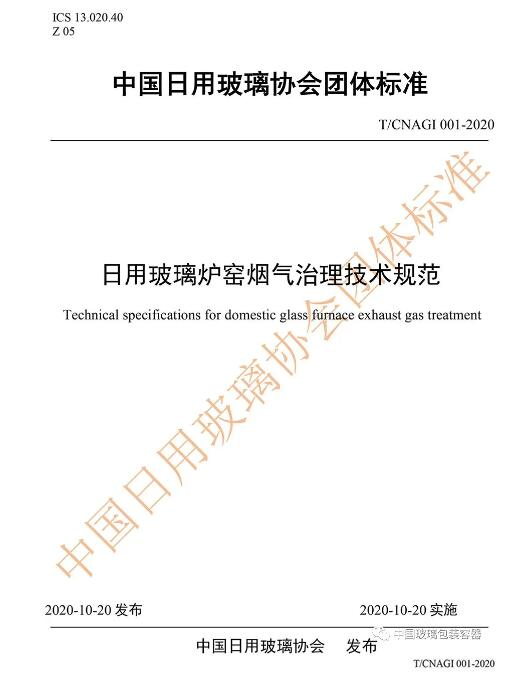 ICS 13.020.40
Z 05
中国日用玻璃协会团体标准
T/CNAGI 001-2020
日用玻璃炉窑烟气治理技术规范
Technical specifications for domestic glass furnace exhaust gas treatment
中国日用玻璃协会团体标准
2020-10-20 发布
2020-10-20 实施
中国玻璃包装容器
中国日用玻璃协会 发布
T/CNAGI 001-2020